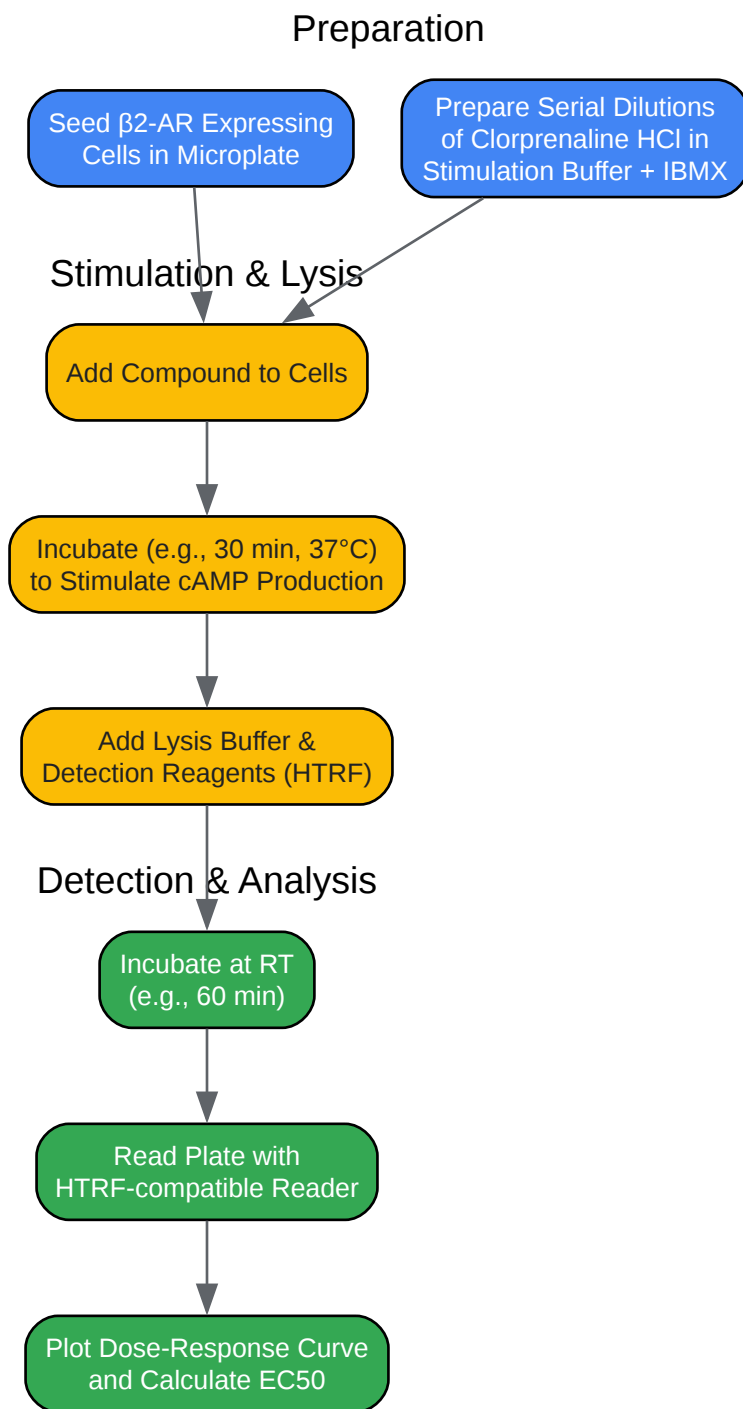 Preparation
Seed β2-AR Expressing
Cells in Microplate
Prepare Serial Dilutions
of Clorprenaline HCl in
Stimulation Buffer + IBMX
Stimulation & Lysis
Add Compound to Cells
Incubate (e.g., 30 min, 37°C)
to Stimulate cAMP Production
Add Lysis Buffer &
Detection Reagents (HTRF)
Detection & Analysis
Incubate at RT
(e.g., 60 min)
Read Plate with
HTRF-compatible Reader
Plot Dose-Response Curve
and Calculate EC50